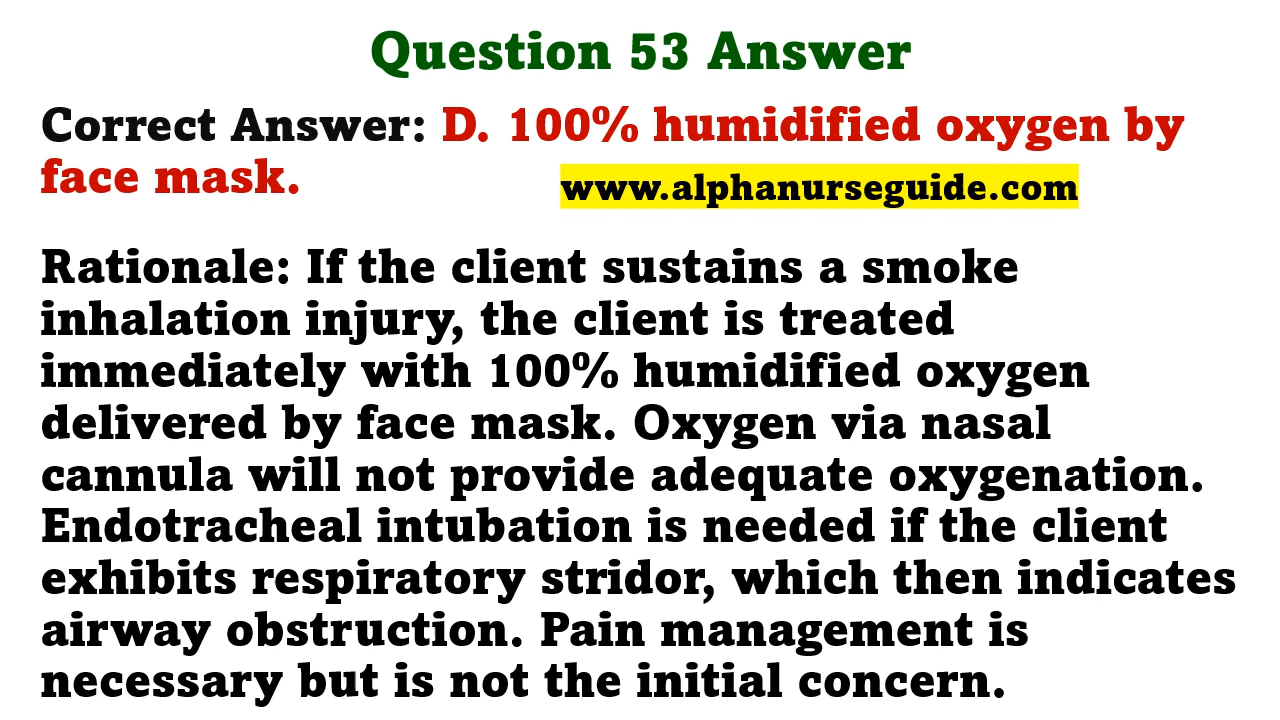 Question 53 Answer
Correct Answer: D. 100% humidified oxygen by
face mask.
www.alphanurseguide.com
Rationale: If the client sustains a smoke
inhalation injury, the client is treated
immediately with 100% humidified oxygen
delivered by face mask. Oxygen via nasal
cannula will not provide adequate oxygenation.
Endotracheal intubation is needed if the client
exhibits respiratory stridor, which then indicates
airway obstruction. Pain management is
necessary but is not the initial concern.